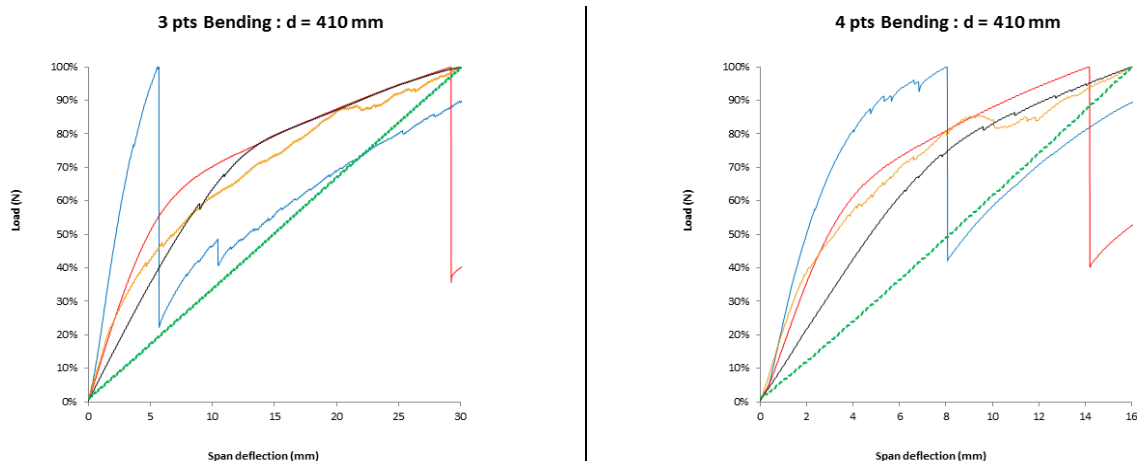 3 pts Bending : d = 410 mm
100%
90%
80%
70%
60%
50%
40%
30%
20%
10%
0%
Load (N)
0 5 10 15 20 25 30
Span deflection (mm)
4 pts Bending : d = 410 mm
100%
90%
80%
70%
60%
50%
40%
30%
20%
10%
0%
Load (N)
0 2 4 6 8 10 12 14 16
Span deflection (mm)